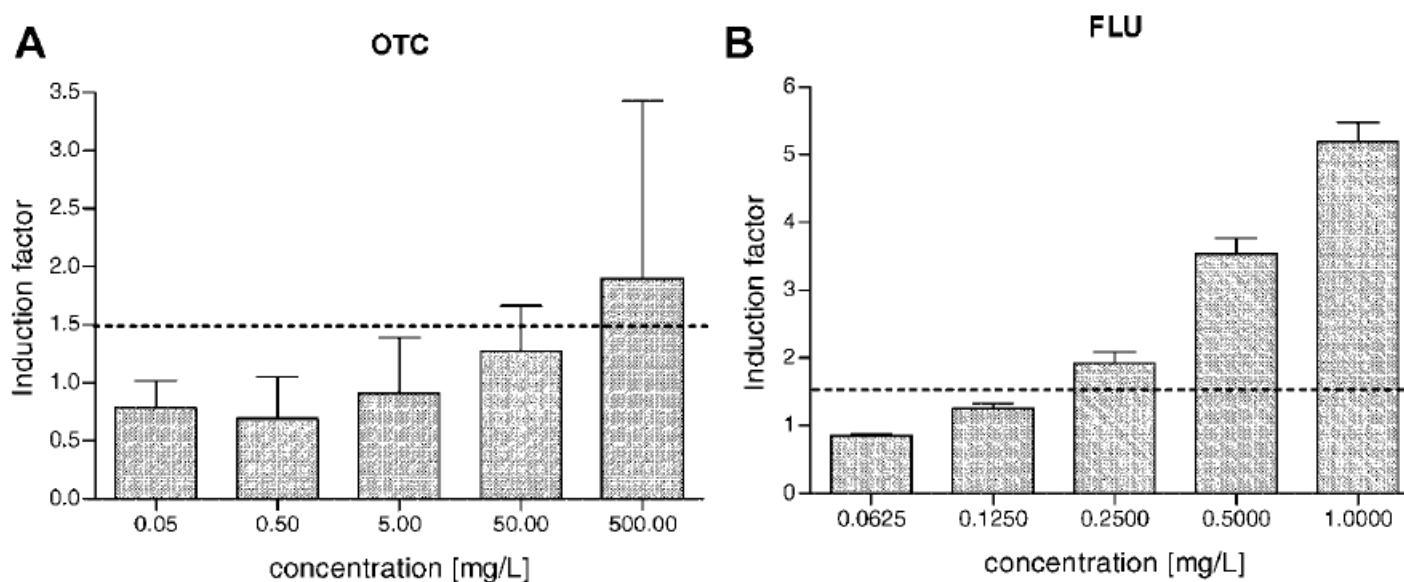 A
OTC
3.5
3.0
2.5
2.0
1.5
1.0
0.5
0.0
Induction factor
0.05 0.50 5.00 50.00 500.00
concentration [mg/L]
B
FLU
6
5
4
3
2
1
0
Induction factor
0.0625 0.1250 0.2500 0.5000 1.0000
concentration [mg/L]